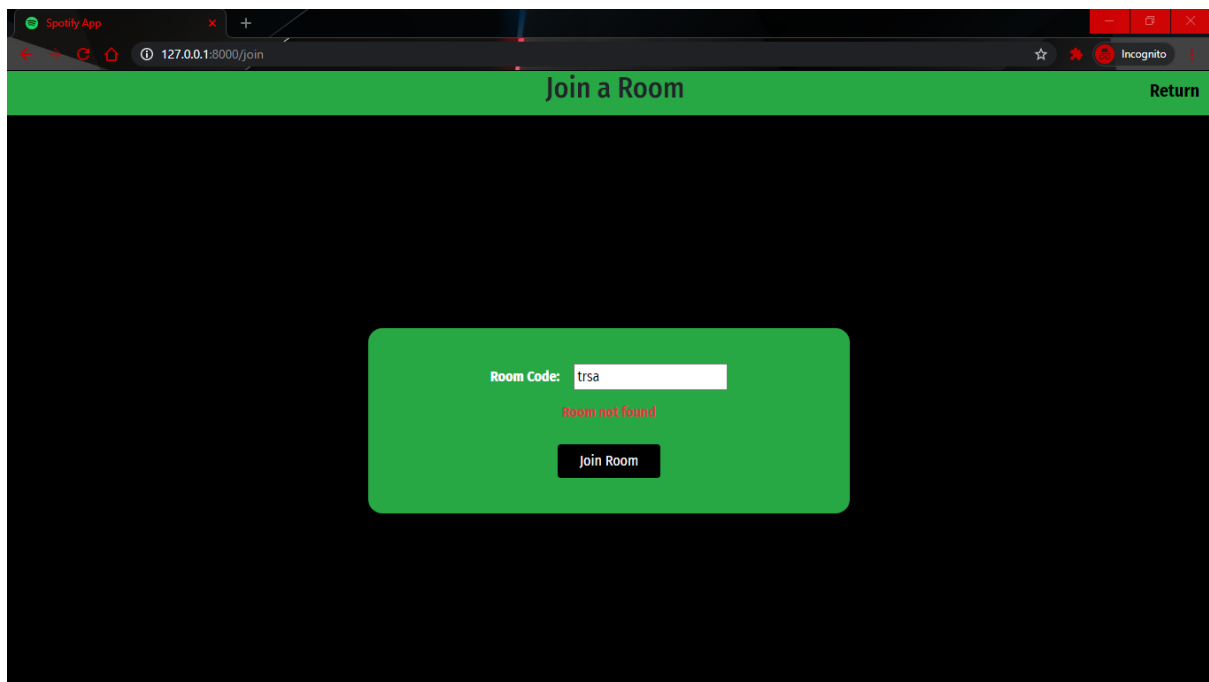 Spotify App
127.0.0.1:8000/join
Incognito
Join a Room
Return
Room Code: trsa
Room not found
Join Room